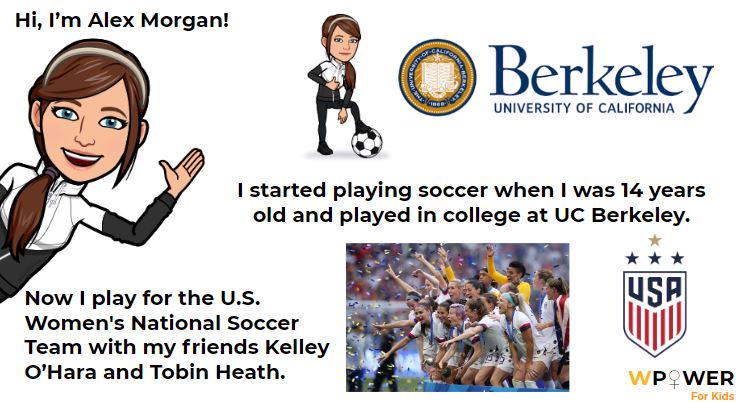 Hi, I’m Alex Morgan!
Berkeley
UNIVERSITY OF CALIFORNIA
I started playing soccer when I was 14 years
old and played in college at UC Berkeley.
Now I play for the U.S.
Women's National Soccer
Team with my friends Kelley
O’Hara and Tobin Heath.
USA
WPOWER
For Kids